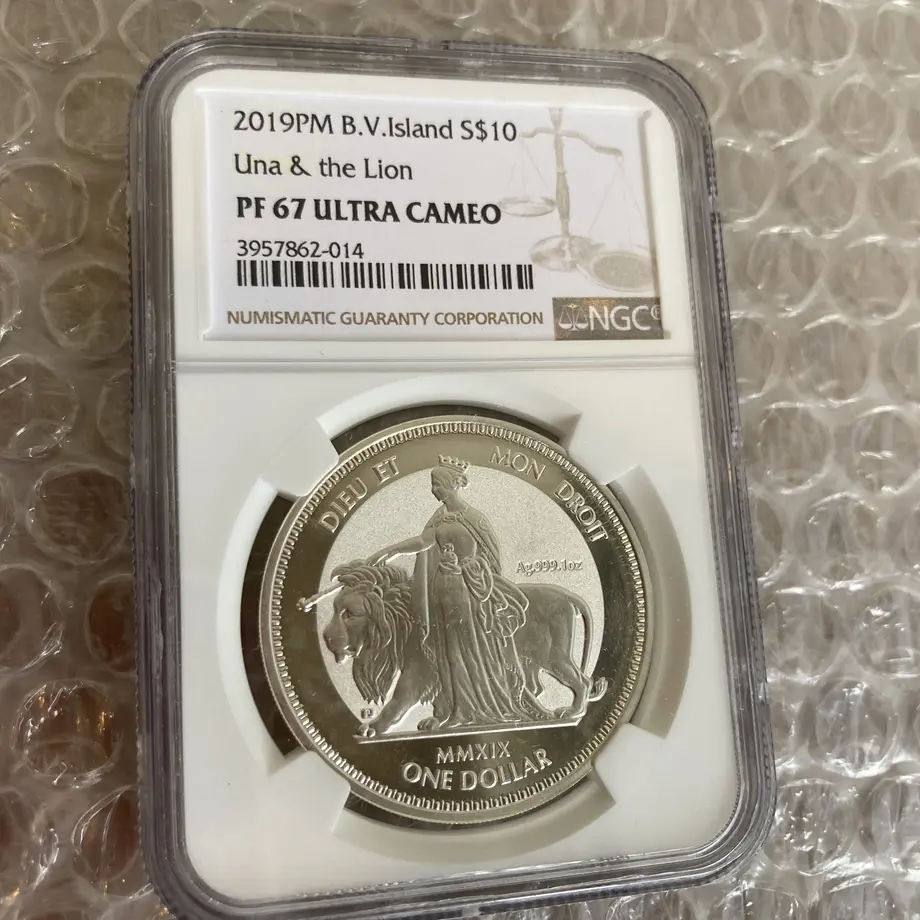 2019PM B.V.Island S$10
Una & the Lion
PF 67 ULTRA CAMEO
3957862-014
NUMISMATIC GUARANTY CORPORATION
NGC
DIEU ET MON DROIT
Ag.999.1oz
MMXIX
ONE DOLLAR